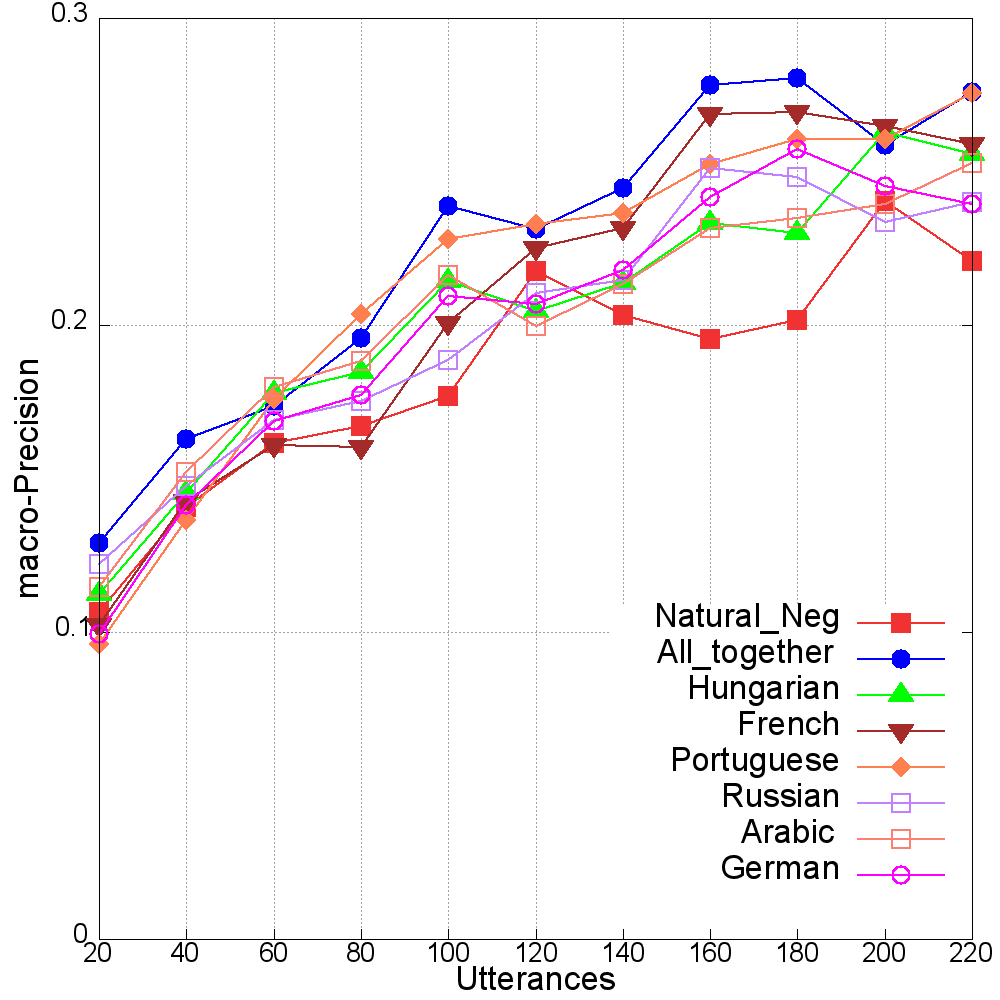 0.3
0.2
0.1
0
macro-Precision
20 40 60 80 100 120 140 160 180 200 220
Utterances
Natural_Neg
All_together
Hungarian
French
Portuguese
Russian
Arabic
German